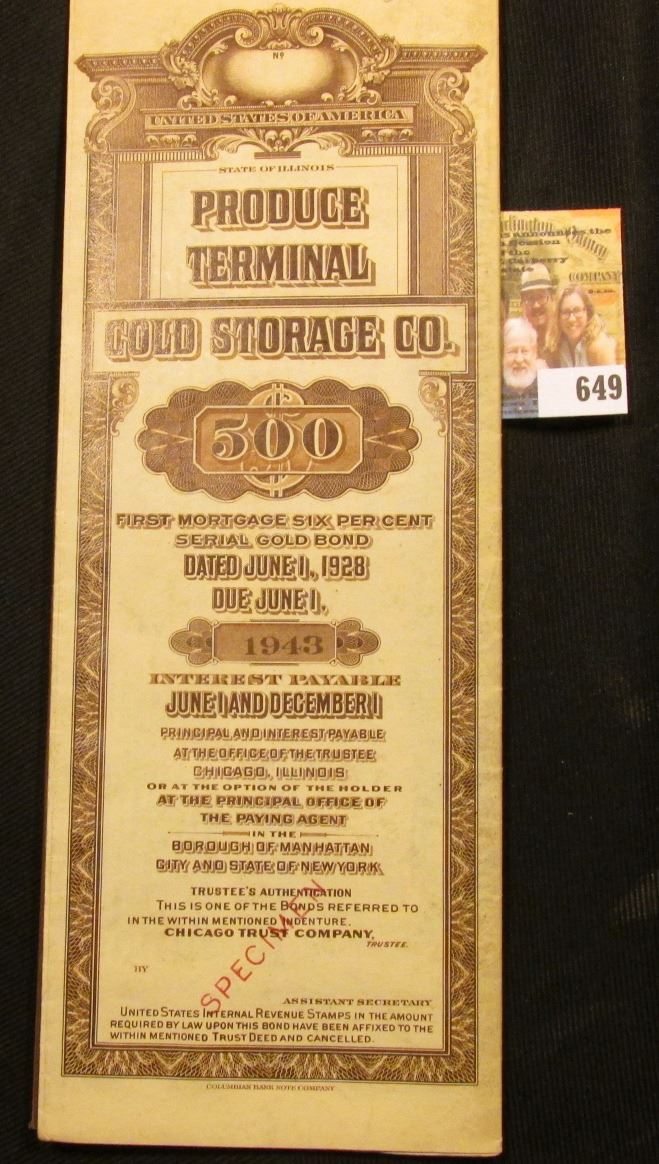 Nº
UNITED STATES OF AMERICA
STATE OF ILLINOIS
PRODUCE
TERMINAL
COLD STORAGE CO.
500
FIRST MORTGAGE SIX PER CENT
SERIAL GOLD BOND
DATED JUNE 1, 1928
DUE JUNE 1,
1943
INTEREST PAYABLE
JUNE 1 AND DECEMBER 1
PRINCIPAL AND INTEREST PAYABLE
AT THE OFFICE OF THE TRUSTEE
CHICAGO, ILLINOIS
OR AT THE OPTION OF THE HOLDER
AT THE PRINCIPAL OFFICE OF
THE PAYING AGENT
IN THE
BOROUGH OF MANHATTAN
CITY AND STATE OF NEW YORK
TRUSTEE'S AUTHENTICATION
THIS IS ONE OF THE BONDS REFERRED TO
IN THE WITHIN MENTIONED INDENTURE.
CHICAGO TRUST COMPANY,
TRUSTEE.
BY
SPECIMEN
ASSISTANT SECRETARY
UNITED STATES INTERNAL REVENUE STAMPS IN THE AMOUNT
REQUIRED BY LAW UPON THIS BOND HAVE BEEN AFFIXED TO THE
WITHIN MENTIONED TRUST DEED AND CANCELLED.
COLUMBIAN BANK NOTE COMPANY
announces the
Session
the
COMPANY
649